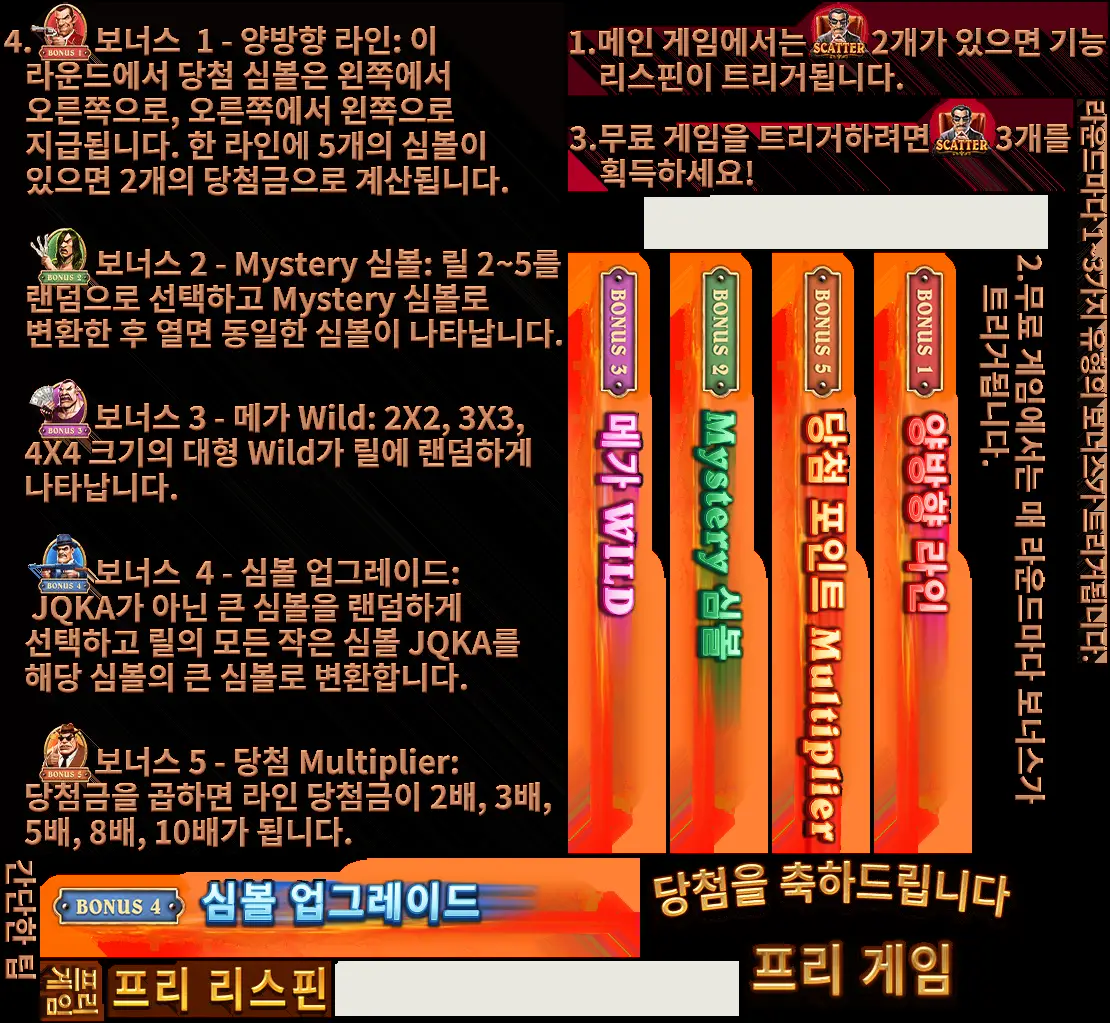 4. BONUS 1 보너스 1 - 양방향 라인: 이
라운드에서 당첨 심볼은 왼쪽에서
오른쪽으로, 오른쪽에서 왼쪽으로
지급됩니다. 한 라인에 5개의 심볼이
있으면 2개의 당첨금으로 계산됩니다.
BONUS 2 보너스 2 - Mystery 심볼: 릴 2~5를
랜덤으로 선택하고 Mystery 심볼로
변환한 후 열면 동일한 심볼이 나타납니다.
BONUS 3 보너스 3 - 메가 Wild: 2X2, 3X3,
4X4 크기의 대형 Wild가 릴에 랜덤하게
나타납니다.
BONUS 4 보너스 4 - 심볼 업그레이드:
JQKA가 아닌 큰 심볼을 랜덤하게
선택하고 릴의 모든 작은 심볼 JQKA를
해당 심볼의 큰 심볼로 변환합니다.
BONUS 5 보너스 5 - 당첨 Multiplier:
당첨금을 곱하면 라인 당첨금이 2배, 3배,
5배, 8배, 10배가 됩니다.
1.메인 게임에서는 SCATTER 2개가 있으면 기능
리스핀이 트리거됩니다.
3.무료 게임을 트리거하려면 SCATTER 3개를
획득하세요!
라운드마다 1~3가지 유형의 보너스가 트리거됩니다.
2.무료 게임에서는 매 라운드마다 보너스가
트리거됩니다.
BONUS 3 메가 WILD
BONUS 2 Mystery 심볼
BONUS 5 당첨 포인트 Multiplier
BONUS 1 양방향 라인
간단한 팁
BONUS 4 심볼 업그레이드
당첨을 축하드립니다
프리
게임
프리 리스핀
프리 게임